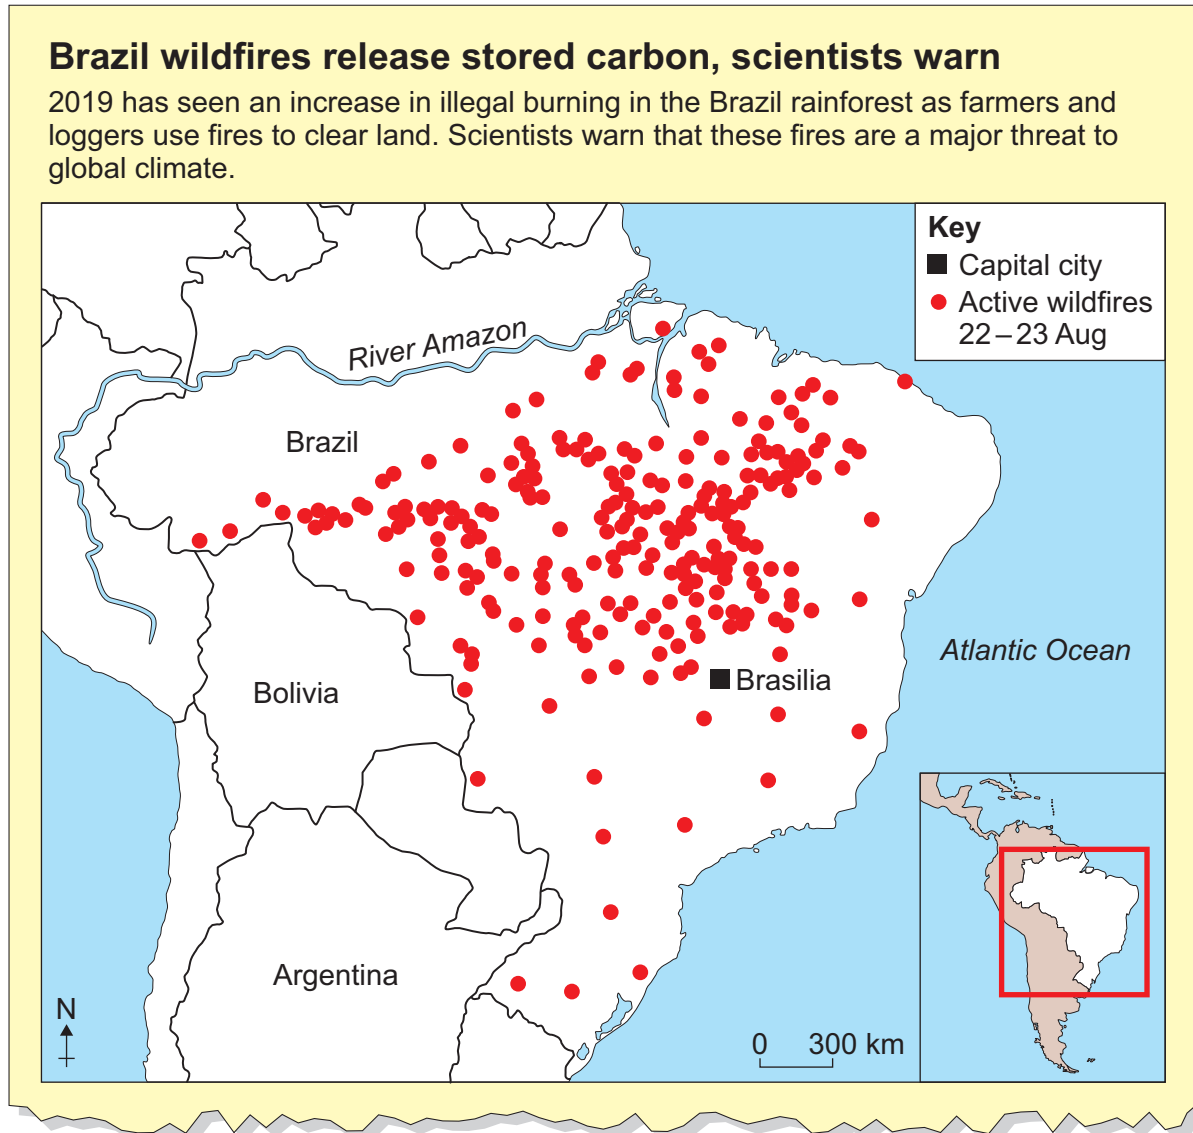 Brazil wildfires release stored carbon, scientists warn
2019 has seen an increase in illegal burning in the Brazil rainforest as farmers and
loggers use fires to clear land. Scientists warn that these fires are a major threat to
global climate.
Key
Capital city
Active wildfires
22–23 Aug
River Amazon
Brazil
Atlantic Ocean
Brasilia
Bolivia
Argentina
N
0 300 km